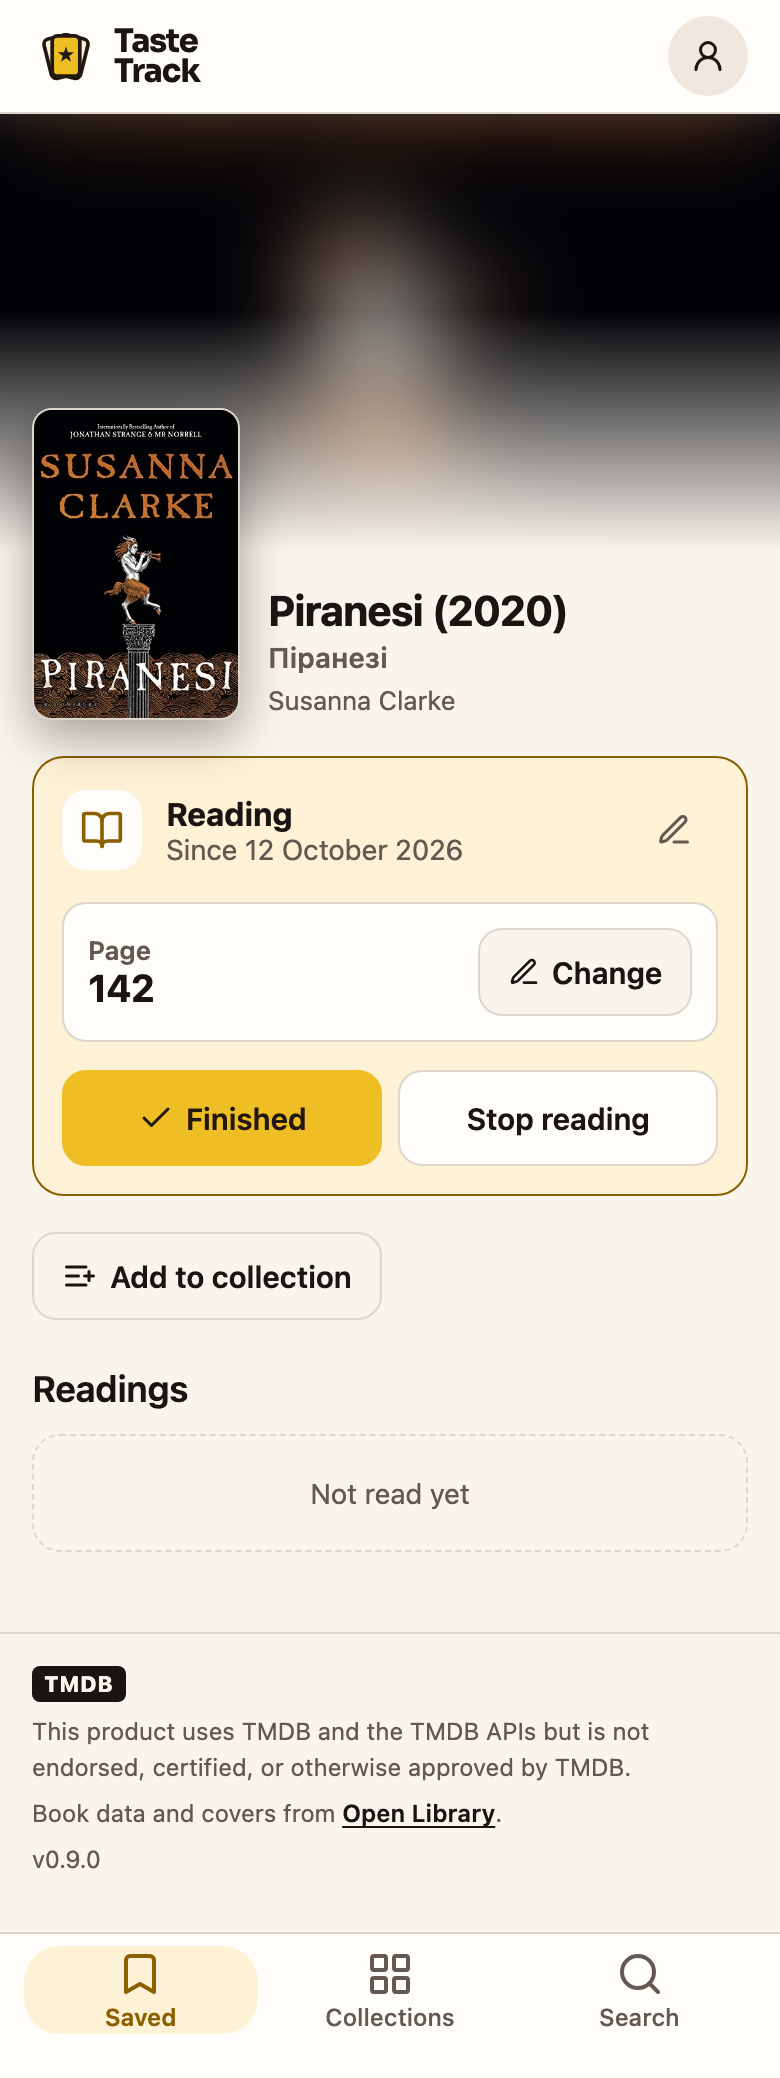 Taste
Track
Internationally Bestselling Author of
JONATHAN STRANGE & MR NORRELL
SUSANNA
CLARKE
PIRANESI
BLOOMSBURY
Piranesi (2020)
Піранезі
Susanna Clarke
Reading
Since 12 October 2026
Page
142
Change
Finished
Stop reading
Add to collection
Readings
Not read yet
TMDB
This product uses TMDB and the TMDB APIs but is not
endorsed, certified, or otherwise approved by TMDB.
Book data and covers from Open Library.
v0.9.0
Saved
Collections
Search